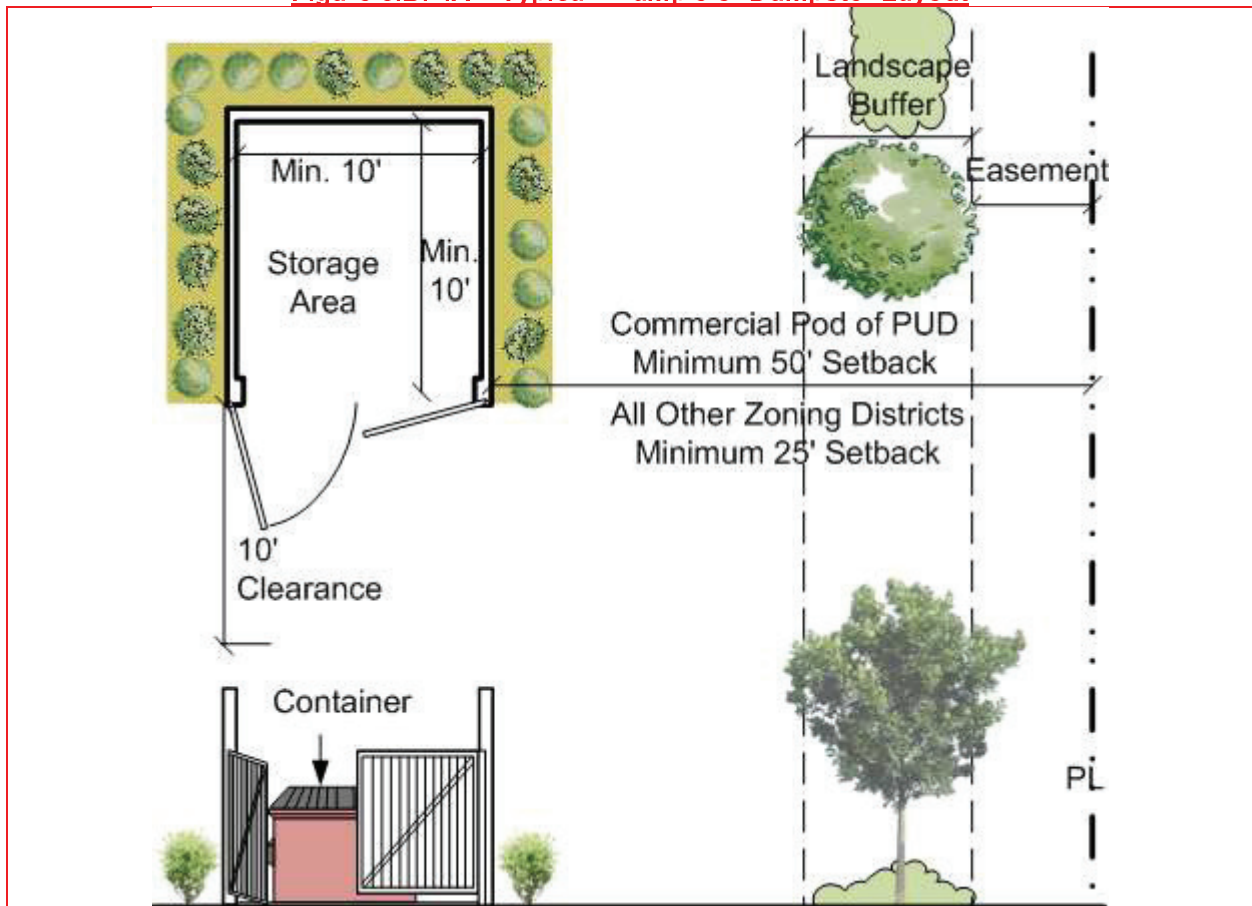 Landscape
Buffer
Easement
Min. 10'
Min.
10'
Storage
Area
Commercial Pod of PUD
Minimum 50' Setback
All Other Zoning Districts
Minimum 25' Setback
10'
Clearance
Container
PL